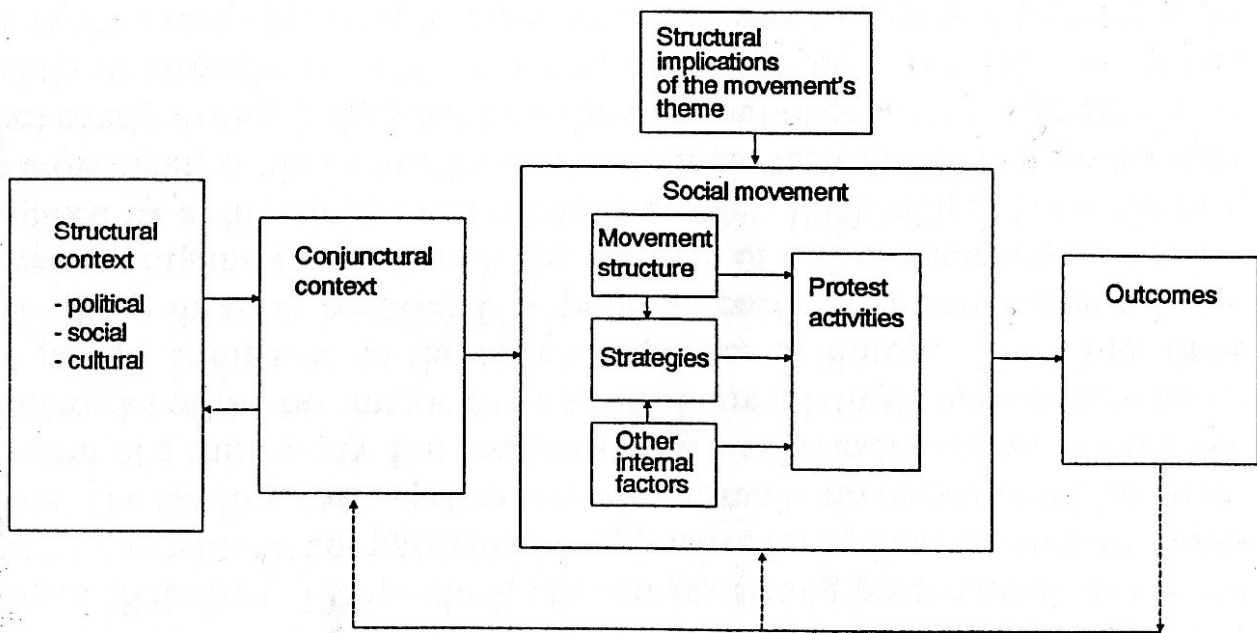 Structural
implications
of the movement's
theme
Structural
context
- political
- social
- cultural
Conjunctural
context
Social movement
Movement
structure
Strategies
Other
internal
factors
Protest
activities
Outcomes